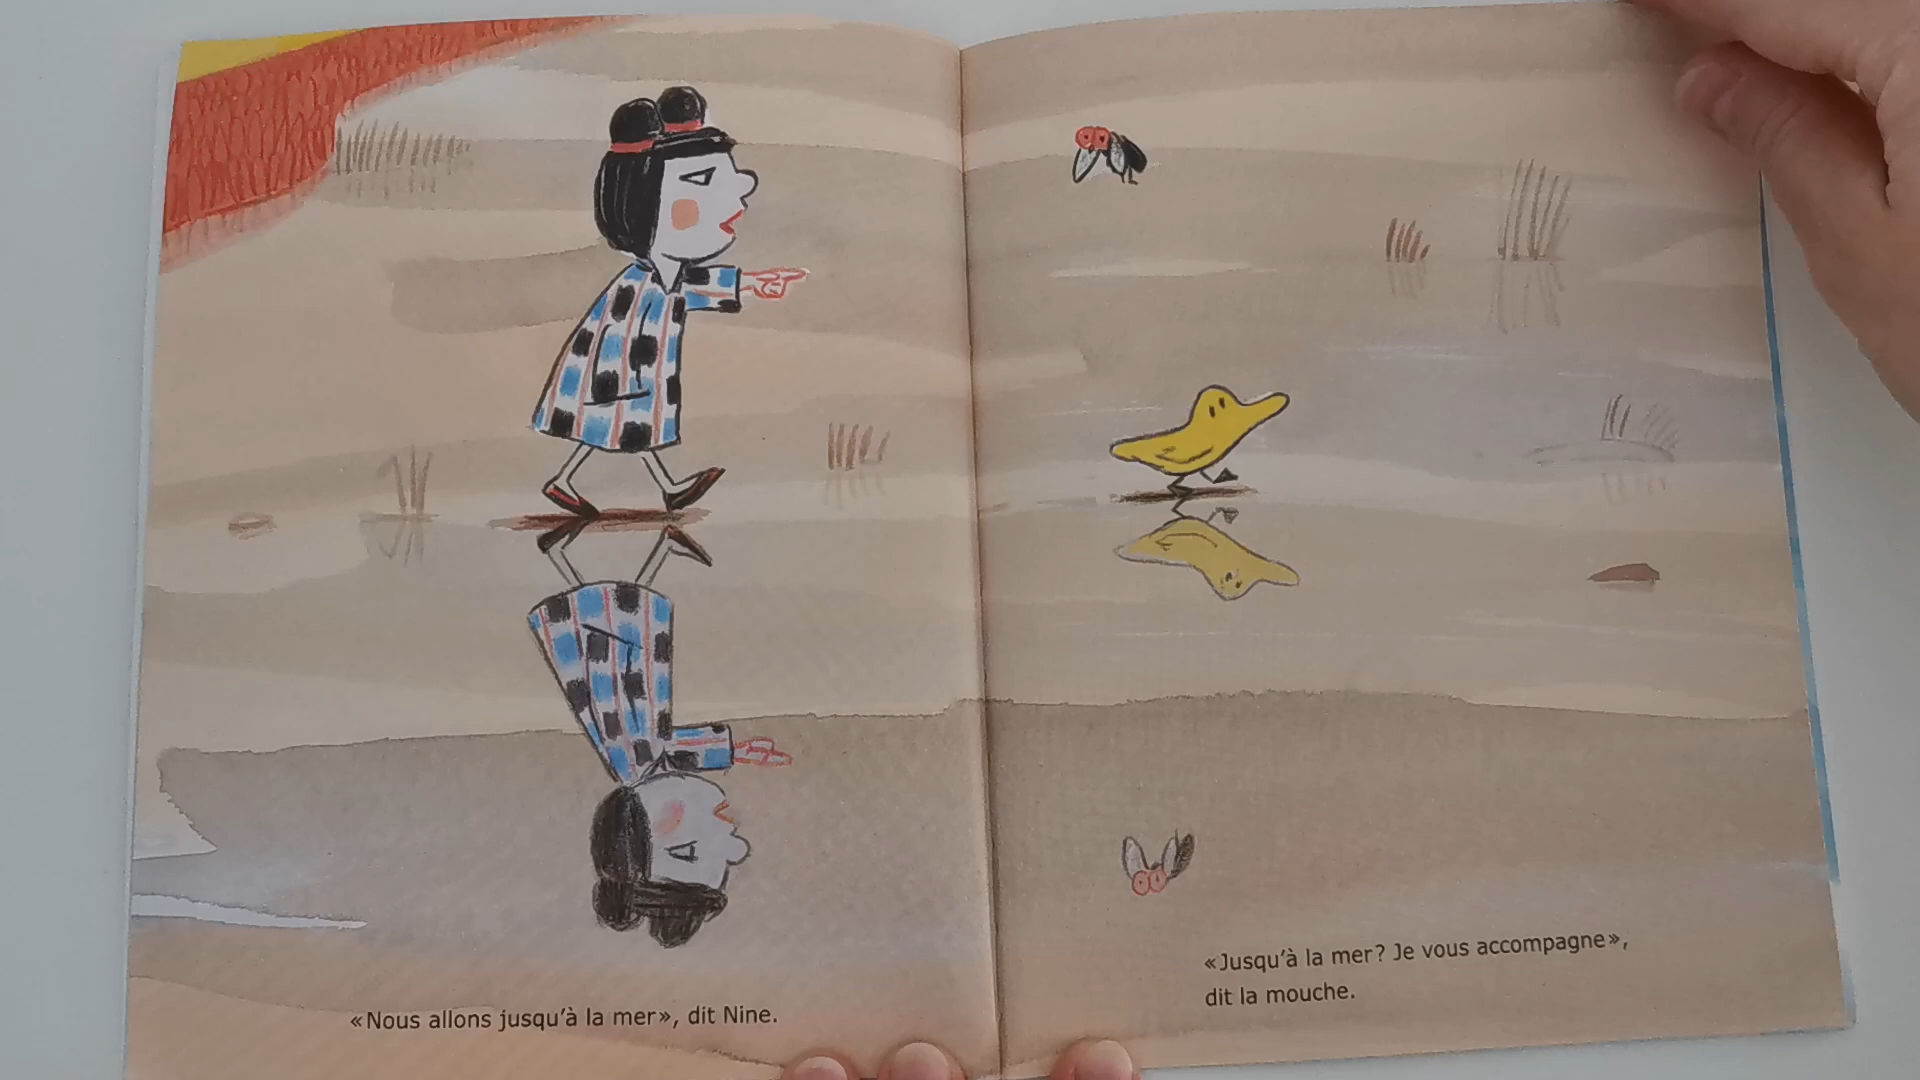 «Nous allons jusqu'à la mer», dit Nine.
«Jusqu'à la mer? Je vous accompagne»,
dit la mouche.